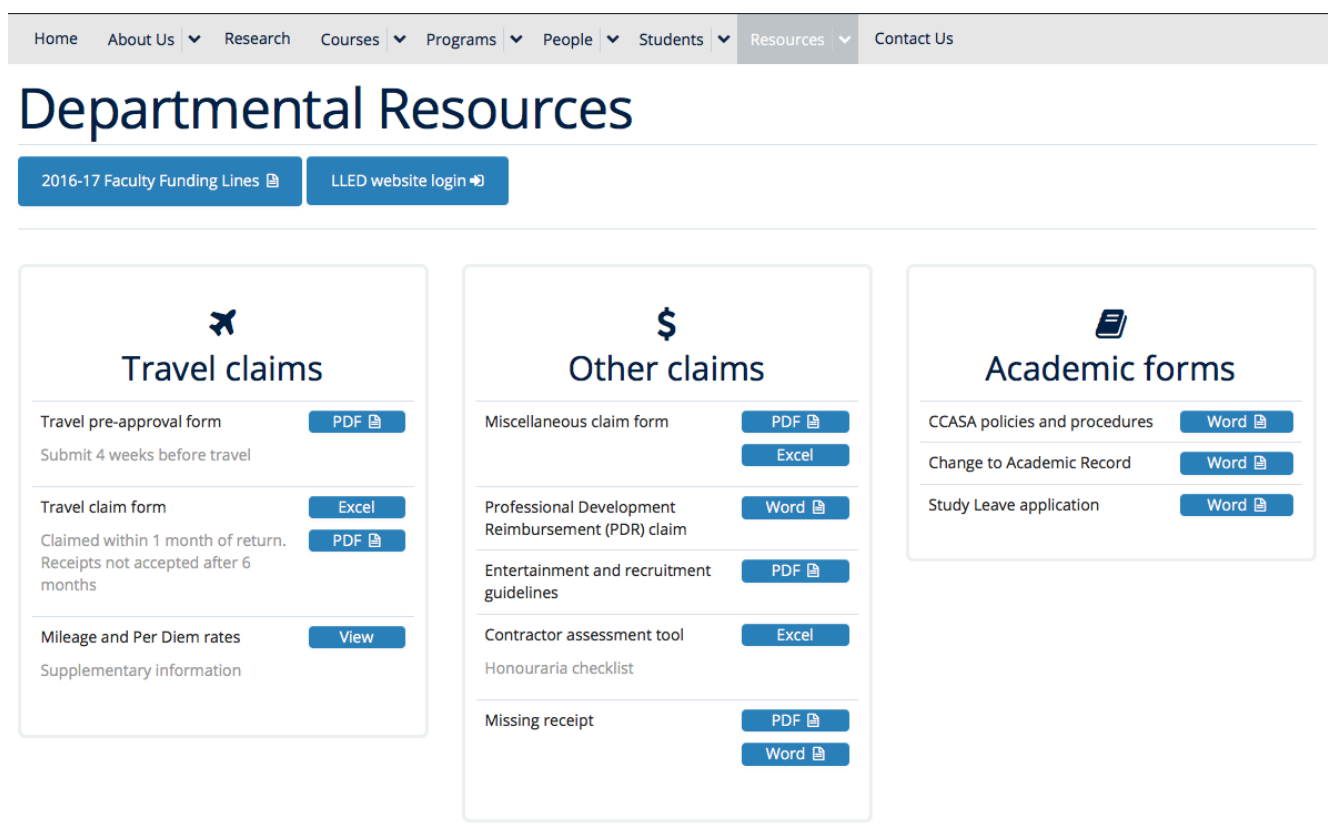 Home About Us Research Courses Programs People Students Resources Contact Us
Departmental Resources
2016-17 Faculty Funding Lines LLED website login
Travel claims
Travel pre-approval form PDF
Submit 4 weeks before travel
Travel claim form Excel
Claimed within 1 month of return. PDF
Receipts not accepted after 6
months
Mileage and Per Diem rates View
Supplementary information
Other claims
Miscellaneous claim form PDF
Excel
Professional Development Word
Reimbursement (PDR) claim
Entertainment and recruitment PDF
guidelines
Contractor assessment tool Excel
Honouraria checklist
Missing receipt PDF
Word
Academic forms
CCASA policies and procedures Word
Change to Academic Record Word
Study Leave application Word